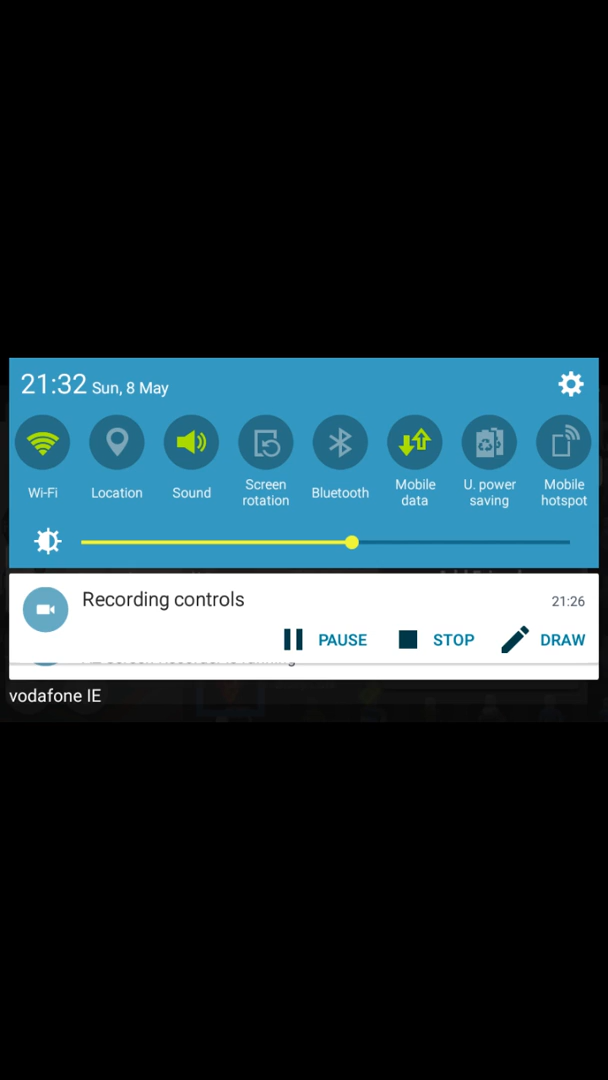 21:32 Sun, 8 May
Wi-Fi
Location
Sound
Screen rotation
Bluetooth
Mobile data
U. power saving
Mobile hotspot
Recording controls
21:26
PAUSE
STOP
DRAW
vodafone IE